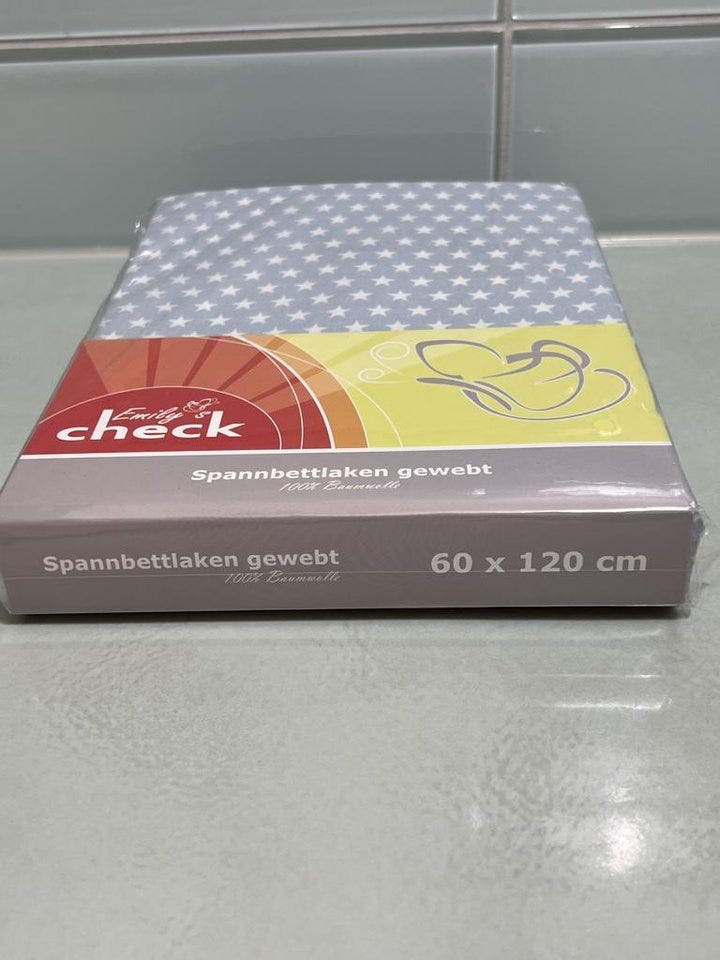 Emily's
check
Spannbettlaken gewebt
100% Baumwolle
Spannbettlaken gewebt
100% Baumwolle
60 x 120 cm